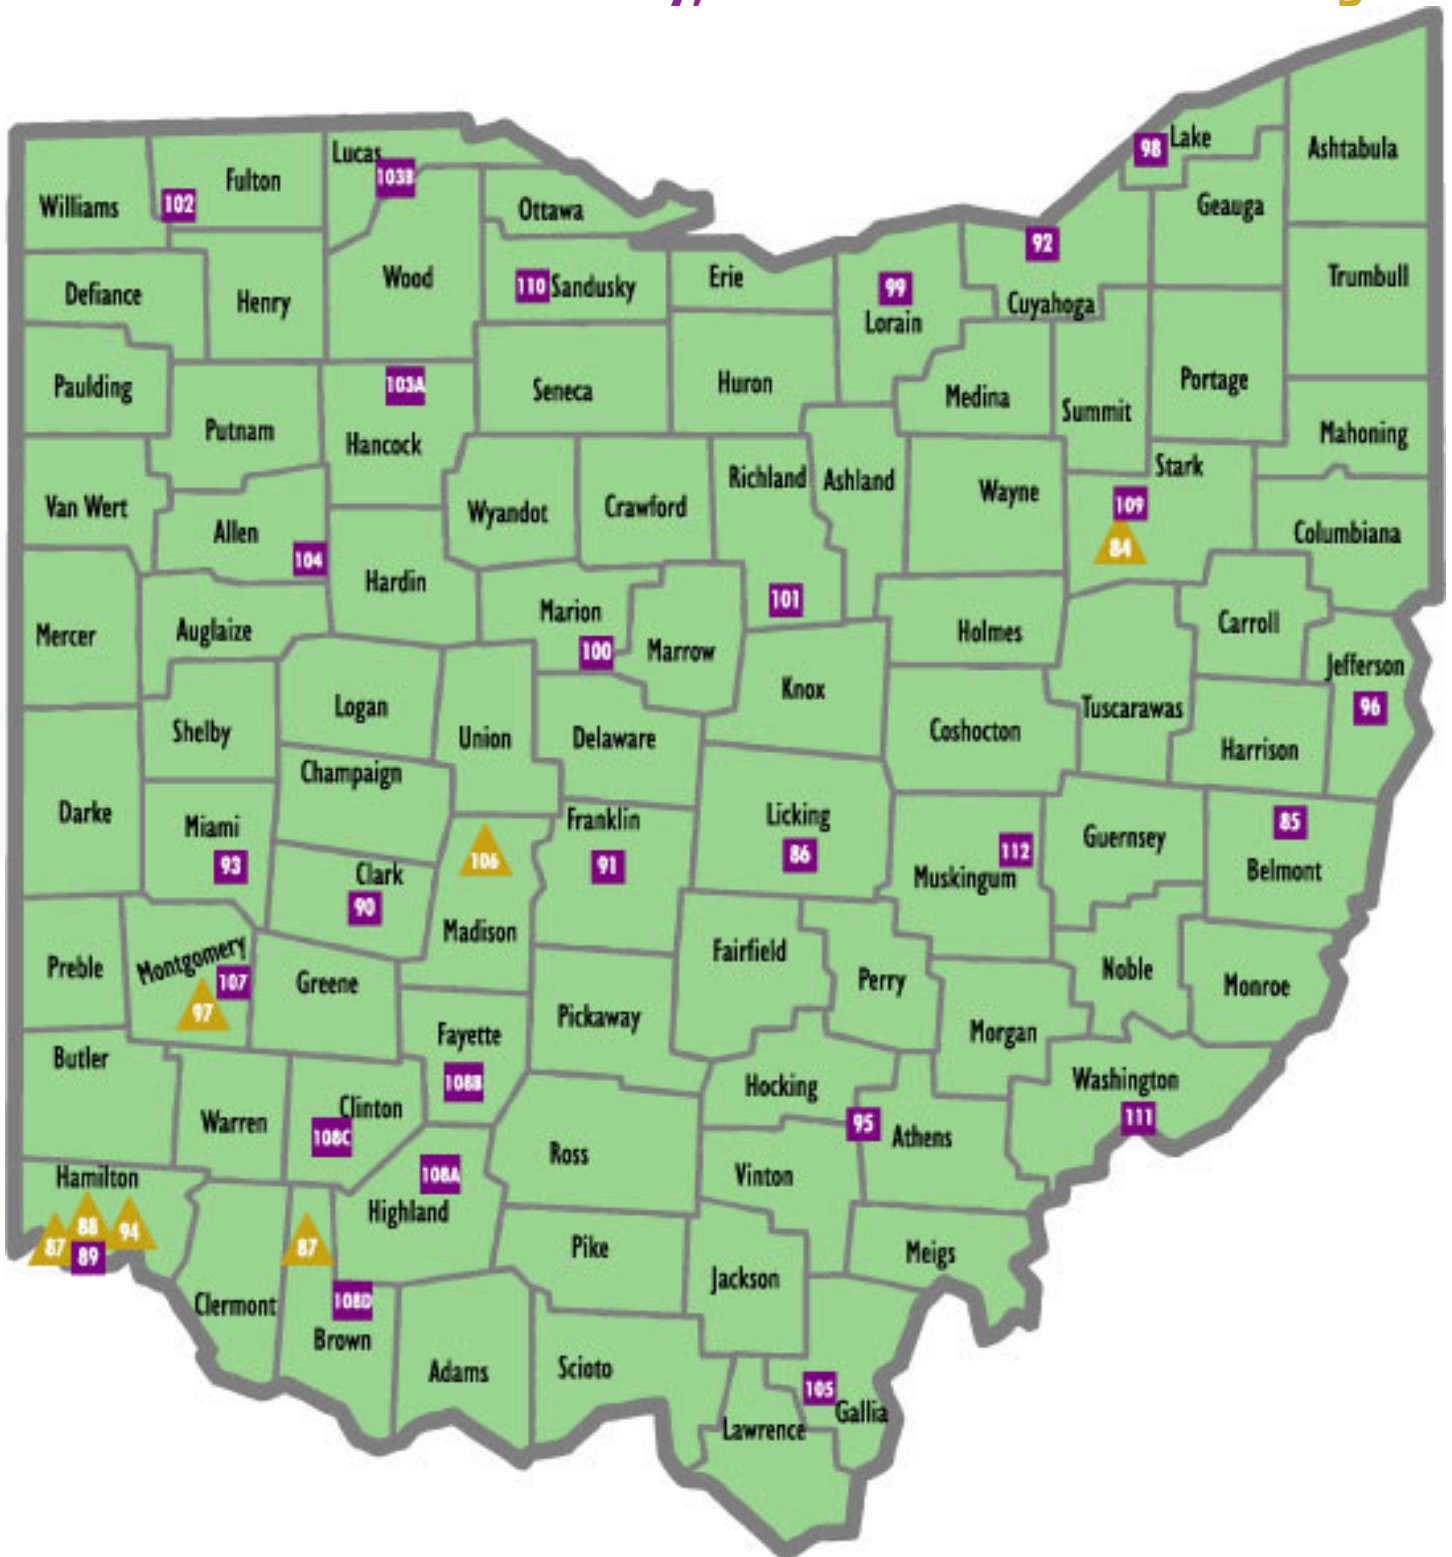 Ashtabula
Lake
98
Lucas
103B
Fulton
Williams
102
Geauga
Ottawa
92
Trumbull
Wood
Erie
110 Sandusky
99
Defiance
Henry
Cuyahoga
Lorain
Paulding
103A
Seneca
Huron
Portage
Medina
Summit
Putnam
Hancock
Mahoning
Stark
Richland
Ashland
Wayne
Van Wert
Wyandot
Crawford
109
Allen
Columbiana
84
104
Hardin
101
Marion
Mercer
Auglaize
Holmes
Carroll
100
Marrow
Jefferson
Knox
96
Logan
Tuscarawas
Shelby
Union
Delaware
Coshocton
Harrison
Champaign
Darke
Miami
Franklin
Licking
85
Guernsey
93
106
91
86
112
Clark
Muskingum
Belmont
90
Madison
Preble
Montgomery
107
Greene
Fairfield
Perry
Noble
Monroe
97
Pickaway
Fayette
Morgan
Butler
108B
Hocking
Washington
Clinton
Warren
108C
95
Athens
111
Hamilton
108A
Ross
Vinton
Highland
88
94
87
89
87
Pike
Meigs
Jackson
Clermont
108D
Brown
Adams
Scioto
105
Gallia
Lawrence